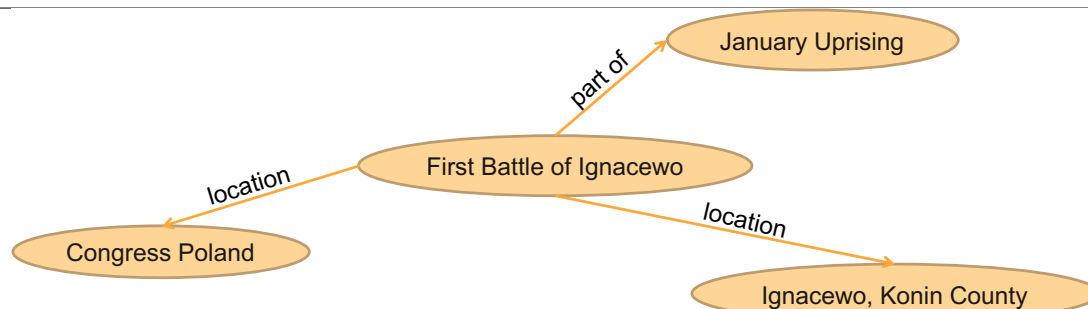 January Uprising
part of
First Battle of Ignacewo
location
location
Congress Poland
Ignacewo, Konin County